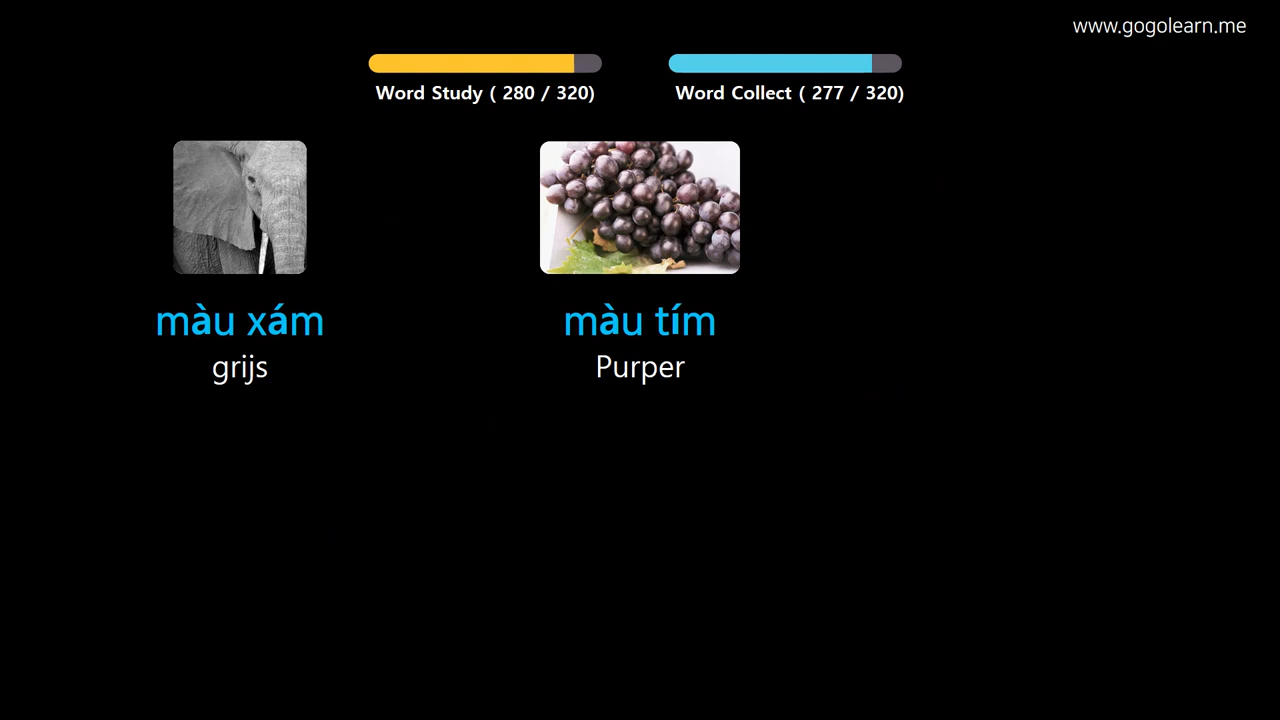 www.gogolearn.me
Word Study ( 280 / 320)
Word Collect ( 277 / 320)
màu xám
grijs
màu tím
Purper